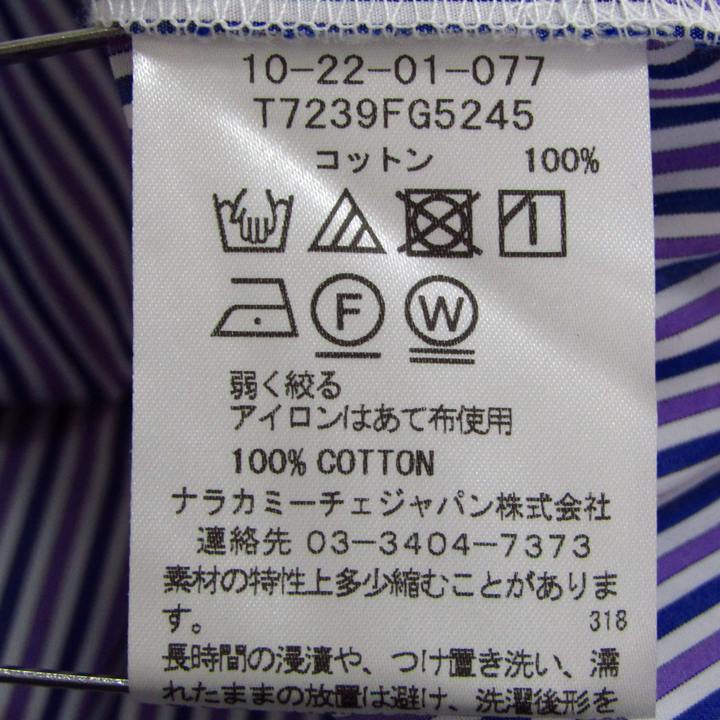 10-22-01-077
T7239FG5245
コットン 100%
F W
弱く絞る
アイロンはあて布使用
100% COTTON
ナラカミーチェジャパン株式会社
連絡先 03-3404-7373
素材の特性上多少縮むことがありま
す。 318
長時間の浸漬や、つけ置き洗い、濡
れたままの放置は避け、洗濯後形を